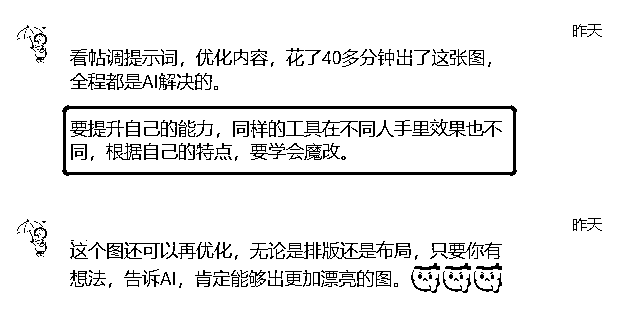 昨天
看帖调提示词，优化内容，花了40多分钟出了这张图，
全程都是AI解决的。
要提升自己的能力，同样的工具在不同人手里效果也不
同，根据自己的特点，要学会魔改。
昨天
这个图还可以再优化，无论是排版还是布局，只要你有
想法，告诉AI，肯定能够出更加漂亮的图。